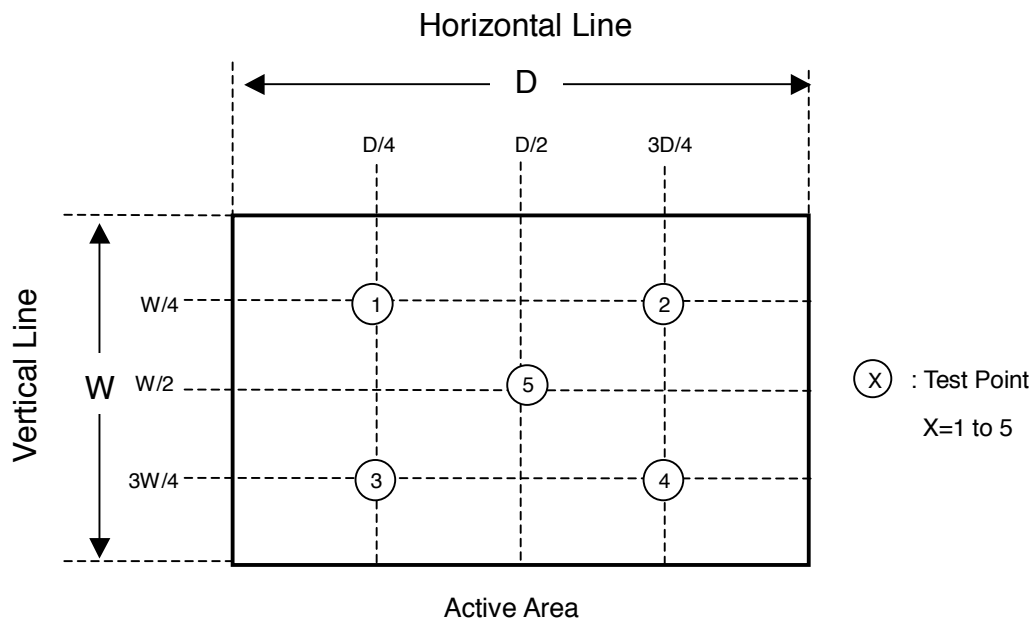 Horizontal Line
D
D/4 D/2 3D/4
Vertical Line
W
W/4
W/2
3W/4
1
2
5
3
4
X : Test Point
X=1 to 5
Active Area